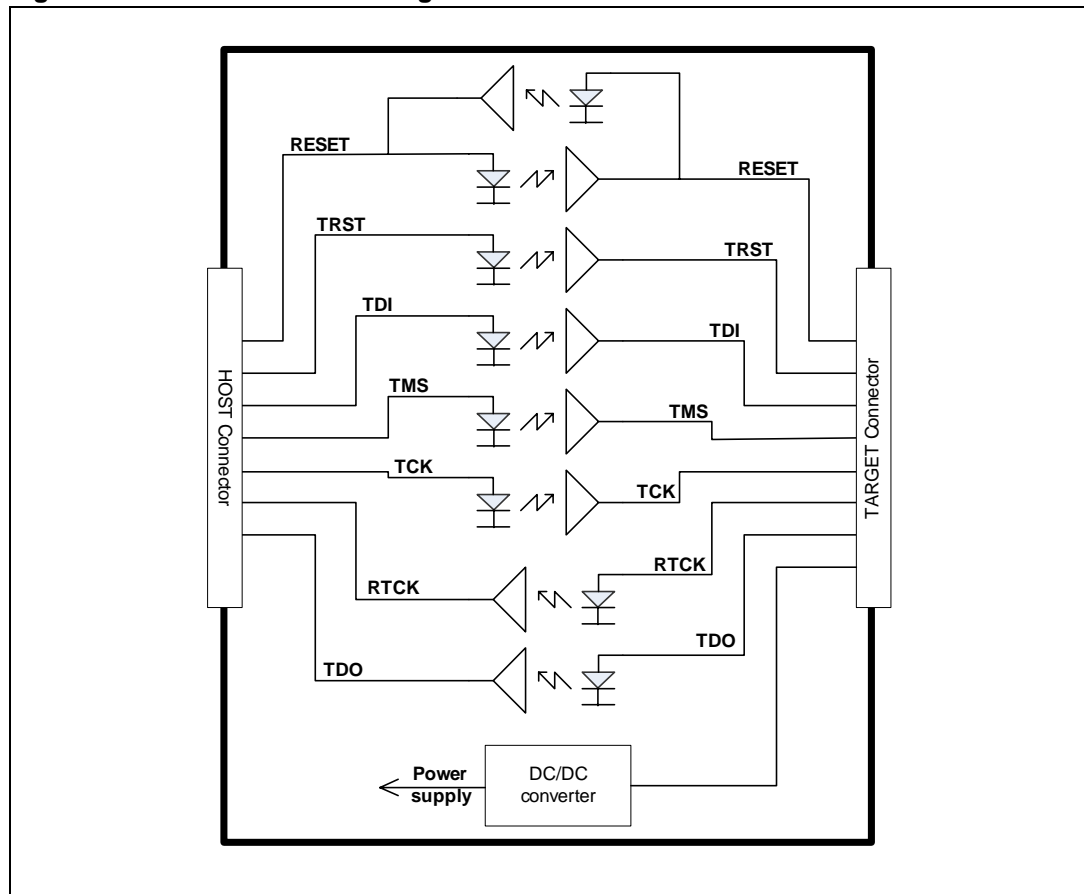 RESET
RESET
TRST
TRST
TDI
TDI
TMS
TMS
TCK
TCK
RTCK
RTCK
TDO
TDO
HOST Connector
TARGET Connector
Power
supply
DC/DC
converter